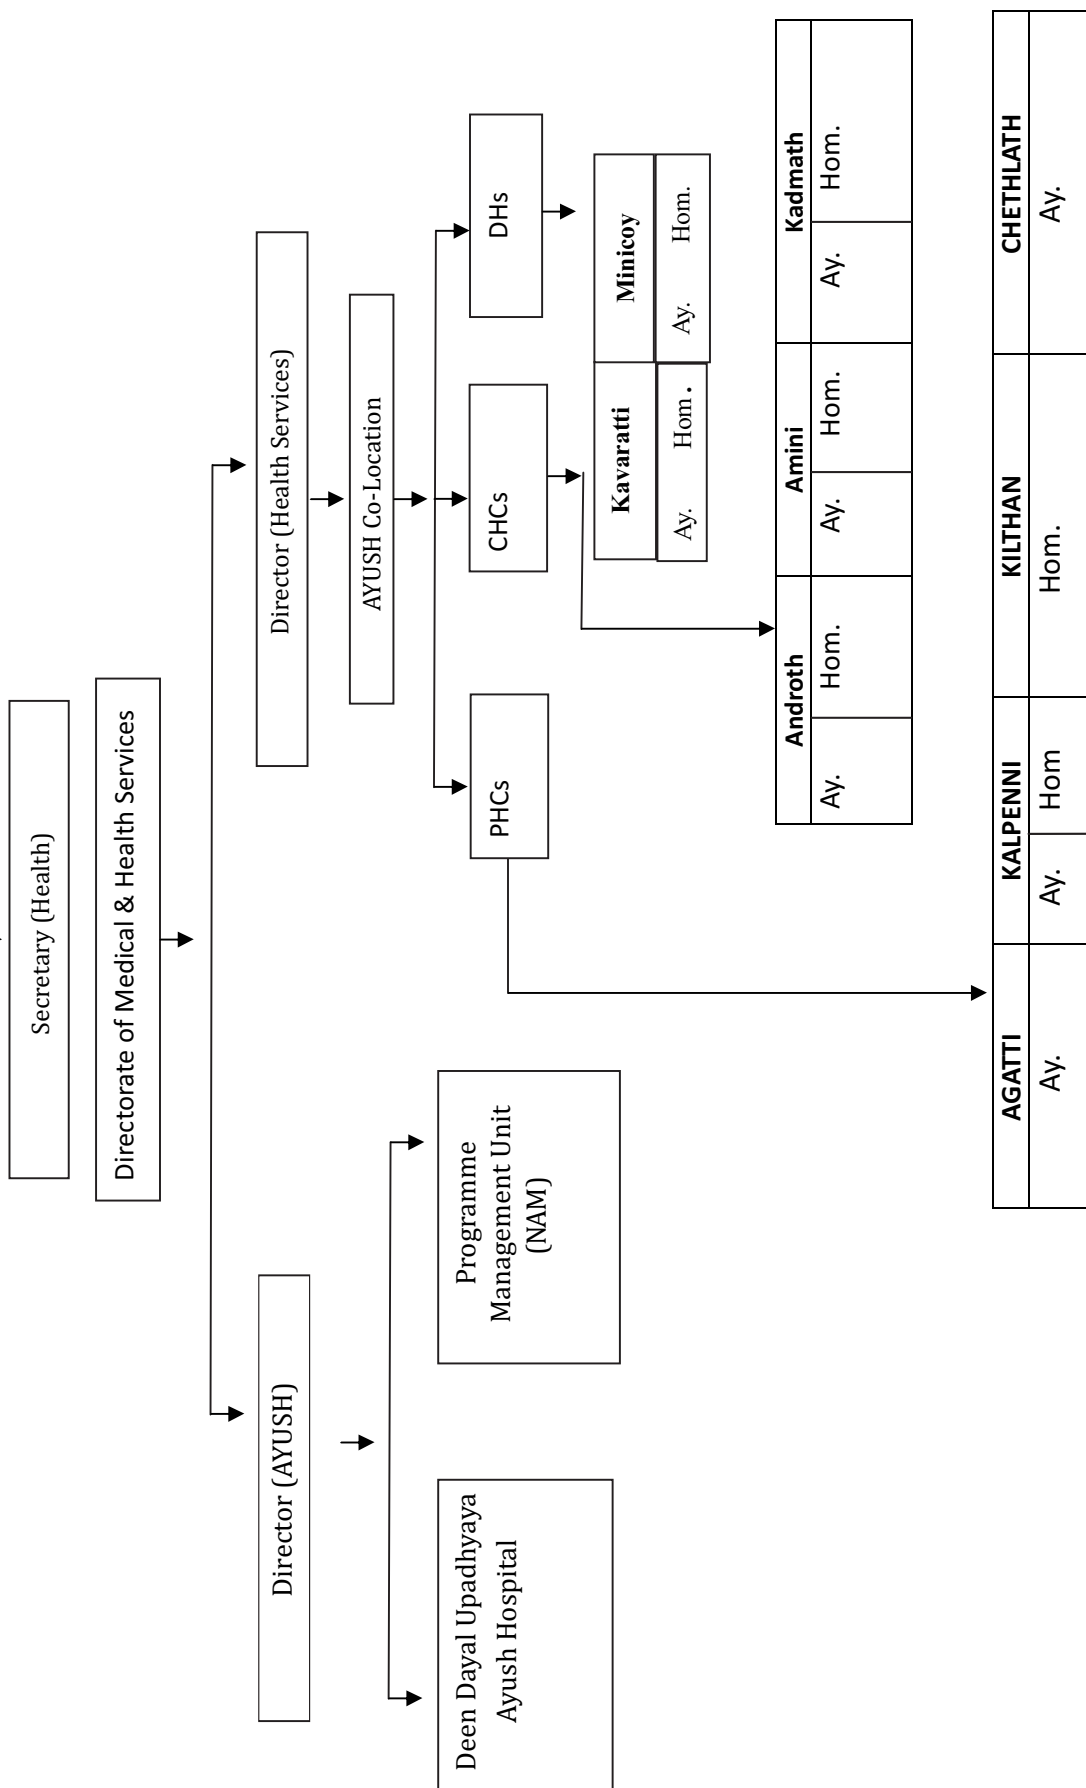 Secretary (Health)
Directorate of Medical & Health Services
Director (AYUSH)
Director (Health Services)
AYUSH Co-Location
Deen Dayal Upadhyaya
Ayush Hospital
Programme
Management Unit
(NAM)
PHCs
CHCs
DHs
Kavaratti
Minicoy
Ay. Hom.
Ay. Hom.
Androth
Amini
Kadmath
Ay. Hom.
Ay. Hom.
Ay. Hom.
AGATTI
KALPENNI
KILTHAN
CHETHLATH
Ay.
Ay. Hom
Hom.
Ay.